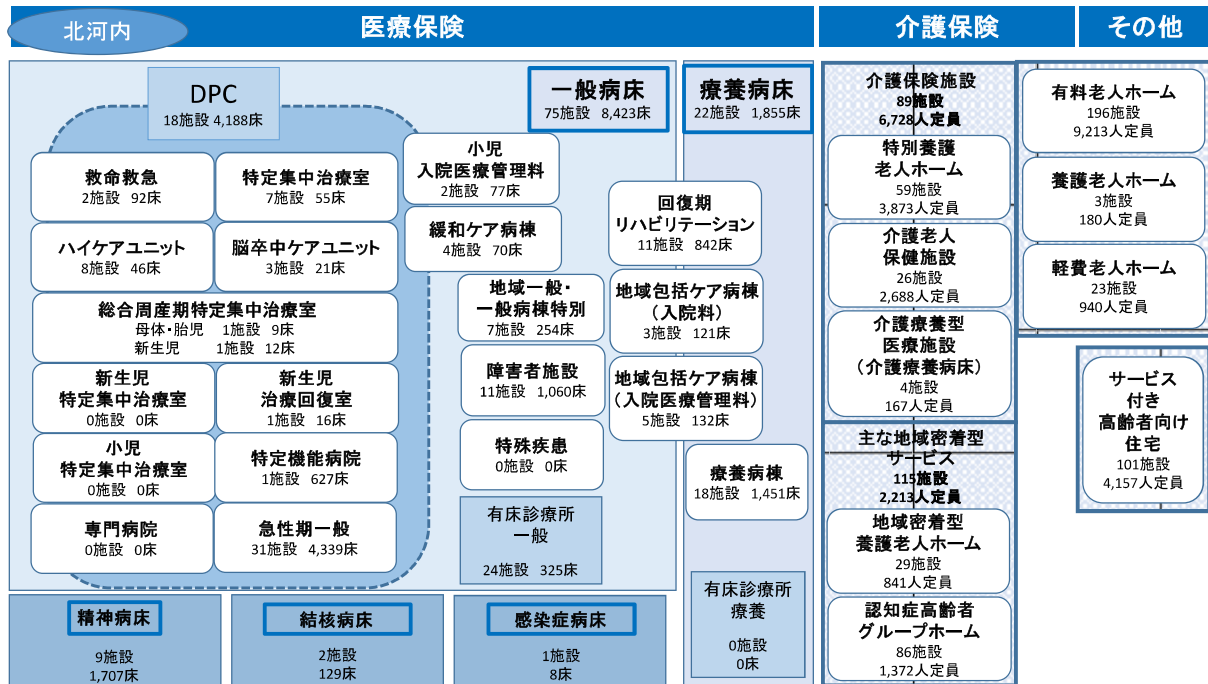 北河内
医療保険
介護保険
その他
DPC
18施設 4,188床
一般病床
75施設 8,423床
療養病床
22施設 1,855床
救命救急
2施設 92床
特定集中治療室
7施設 55床
ハイケアユニット
8施設 46床
脳卒中ケアユニット
3施設 21床
総合周産期特定集中治療室
母体・胎児 1施設 9床
新生児 1施設 12床
新生児
特定集中治療室
0施設 0床
新生児
治療回復室
1施設 16床
小児
特定集中治療室
0施設 0床
特定機能病院
1施設 627床
専門病院
0施設 0床
急性期一般
31施設 4,339床
小児
入院医療管理料
2施設 77床
緩和ケア病棟
4施設 70床
地域一般・
一般病棟特別
7施設 254床
障害者施設
11施設 1,060床
特殊疾患
0施設 0床
有床診療所
一般
24施設 325床
回復期
リハビリテーション
11施設 842床
地域包括ケア病棟
(入院料)
3施設 121床
地域包括ケア病棟
(入院医療管理料)
5施設 132床
療養病棟
18施設 1,451床
有床診療所
療養
0施設
0床
精神病床
9施設
1,707床
結核病床
2施設
129床
感染症病床
1施設
8床
介護保険施設
89施設
6,728人定員
特別養護
老人ホーム
59施設
3,873人定員
介護老人
保健施設
26施設
2,688人定員
介護療養型
医療施設
(介護療養病床)
4施設
167人定員
主な地域密着型
サービス
115施設
2,213人定員
地域密着型
養護老人ホーム
29施設
841人定員
認知症高齢者
グループホーム
86施設
1,372人定員
有料老人ホーム
196施設
9,213人定員
養護老人ホーム
3施設
180人定員
軽費老人ホーム
23施設
940人定員
サービス
付き
高齢者向け
住宅
101施設
4,157人定員